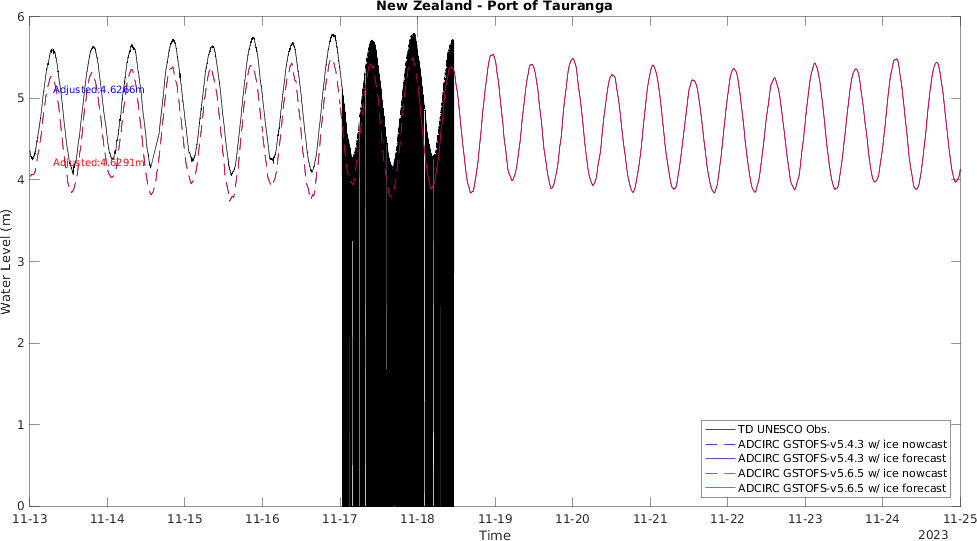 New Zealand - Port of Tauranga
6
5
4
3
2
1
0
Water Level (m)
Adjusted:4.6266m
Adjusted:4.6291m
TD UNESCO Obs.
ADCIRC GSTOFS-v5.4.3 w/ ice nowcast
ADCIRC GSTOFS-v5.4.3 w/ ice forecast
ADCIRC GSTOFS-v5.6.5 w/ ice nowcast
ADCIRC GSTOFS-v5.6.5 w/ ice forecast
11-13 11-14 11-15 11-16 11-17 11-18 11-19 11-20 11-21 11-22 11-23 11-24 11-25
Time
2023